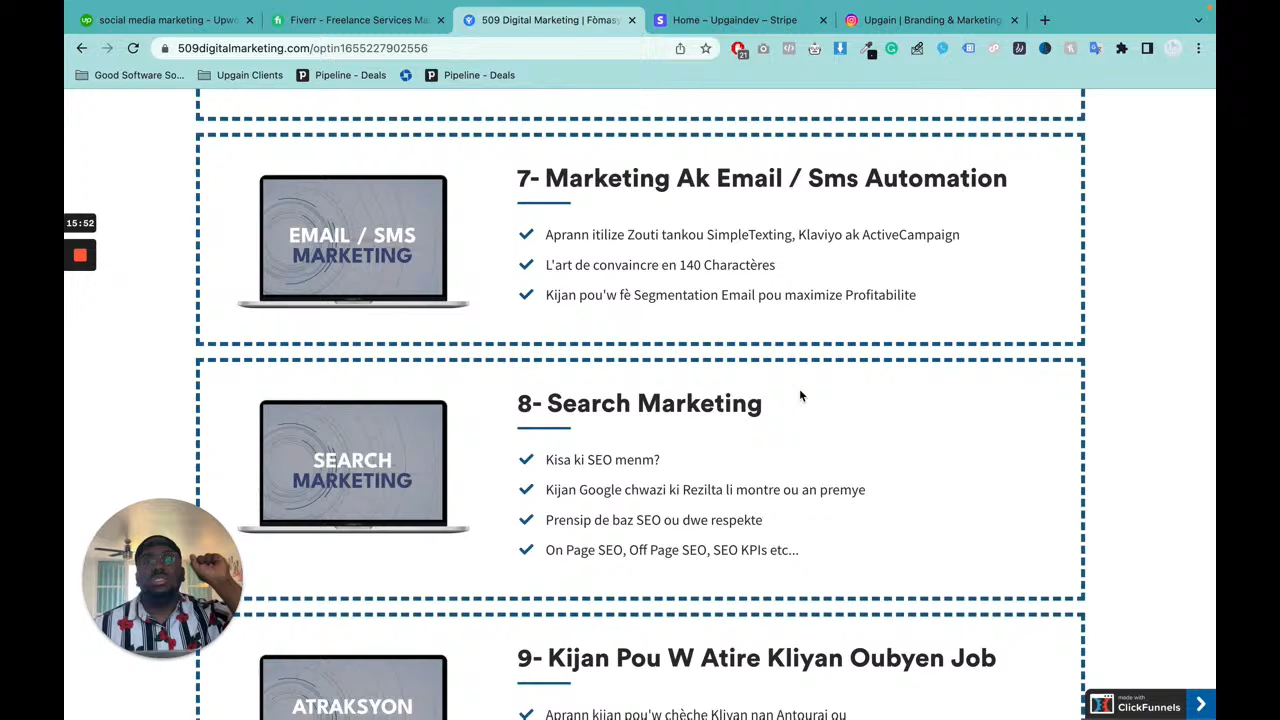 social media marketing - Upwo
Fiverr - Freelance Services Ma
509 Digital Marketing | Fòmasy
Home – Upgaindev – Stripe
Upgain | Branding & Marketing
509digitalmarketing.com/optin1655227902556
21
Good Software So...
Upgain Clients
Pipeline - Deals
Pipeline - Deals
15:52
EMAIL / SMS
MARKETING
7- Marketing Ak Email / Sms Automation
Aprann itilize Zouti tankou SimpleTexting, Klaviyo ak ActiveCampaign
L'art de convaincre en 140 Charactères
Kijan pou'w fè Segmentation Email pou maximize Profitabilite
SEARCH
MARKETING
8- Search Marketing
Kisa ki SEO menm?
Kijan Google chwazi ki Rezilta li montre ou an premye
Prensip de baz SEO ou dwe respekte
On Page SEO, Off Page SEO, SEO KPIs etc...
ATRAKSYON
9- Kijan Pou W Atire Kliyan Oubyen Job
Aprann kijan pou'w chèche Kliyan nan Antouraj ou
made with
ClickFunnels